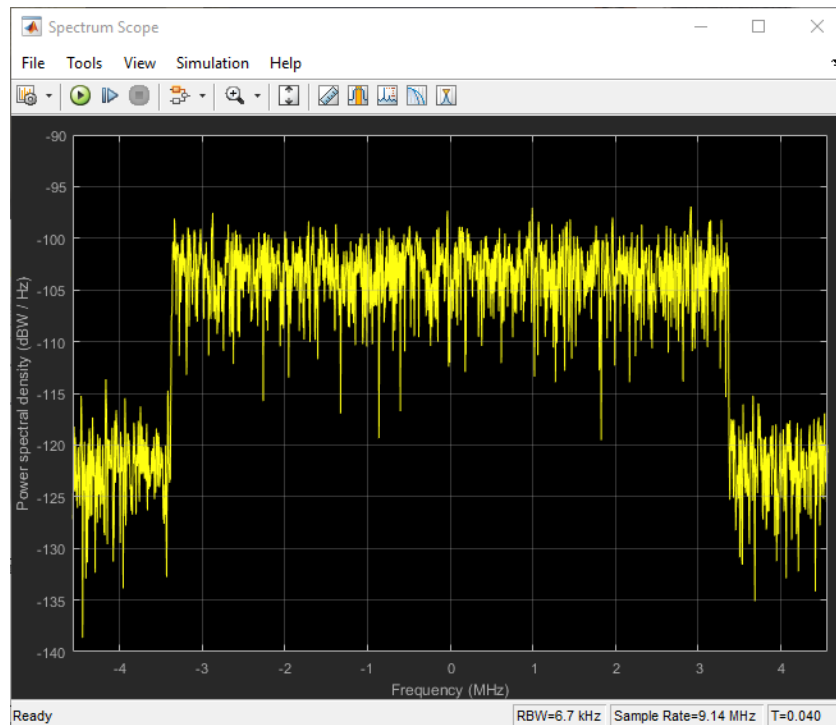 Spectrum Scope
File Tools View Simulation Help
-90
-95
-100
-105
-110
-115
-120
-125
-130
-135
-140
Power spectral density (dBW / Hz)
-4 -3 -2 -1 0 1 2 3 4
Frequency (MHz)
Ready RBW=6.7 kHz Sample Rate=9.14 MHz T=0.040